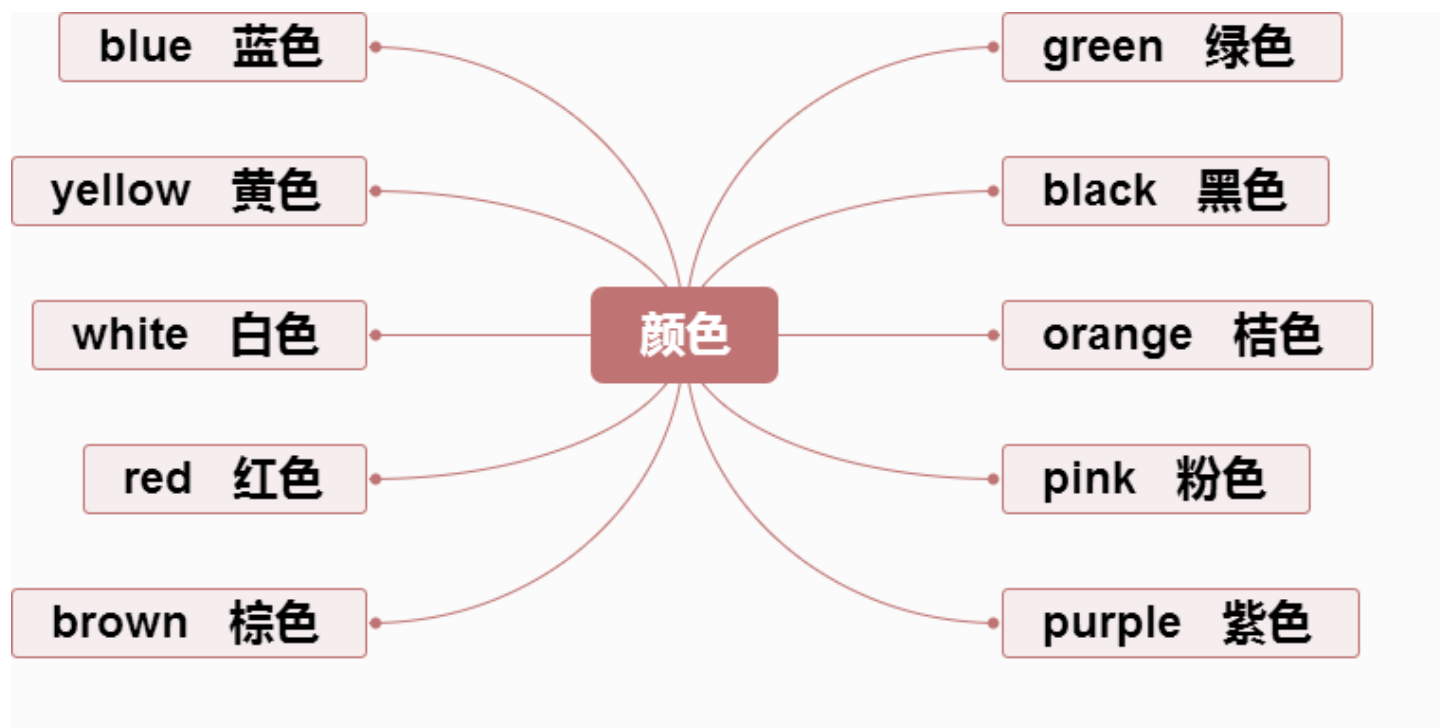 blue 蓝色
yellow 黄色
white 白色
red 红色
brown 棕色
颜色
green 绿色
black 黑色
orange 桔色
pink 粉色
purple 紫色